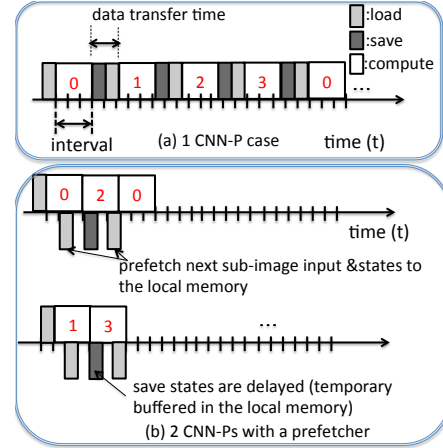 data transfer time
:load
:save
:compute
0 1 2 3 0 ...
interval
(a) 1 CNN-P case
time (t)
0 2 0
time (t)
prefetch next sub-image input &states to
the local memory
1 3 ...
save states are delayed (temporary
buffered in the local memory)
(b) 2 CNN-Ps with a prefetcher